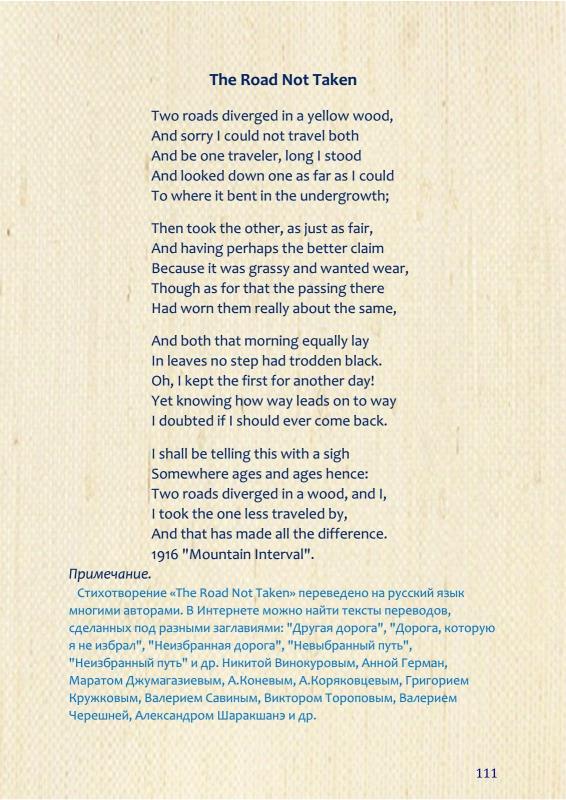 The Road Not Taken
Two roads diverged in a yellow wood,
And sorry I could not travel both
And be one traveler, long I stood
And looked down one as far as I could
To where it bent in the undergrowth;
Then took the other, as just as fair,
And having perhaps the better claim
Because it was grassy and wanted wear,
Though as for that the passing there
Had worn them really about the same,
And both that morning equally lay
In leaves no step had trodden black.
Oh, I kept the first for another day!
Yet knowing how way leads on to way
I doubted if I should ever come back.
I shall be telling this with a sigh
Somewhere ages and ages hence:
Two roads diverged in a wood, and I,
I took the one less traveled by,
And that has made all the difference.
1916 "Mountain Interval".
Примечание.
Стихотворение «The Road Not Taken» переведено на русский язык
многими авторами. В Интернете можно найти тексты переводов,
сделанных под разными заглавиями: "Другая дорога", "Дорога, которую
я не избрал", "Неизбранная дорога", "Невыбранный путь",
"Неизбранный путь" и др. Никитой Винокуровым, Анной Герман,
Маратом Джумагазиевым, А.Коневым, А.Коряковцевым, Григорием
Кружковым, Валерием Савиным, Виктором Тороповым, Валерием
Черешней, Александром Шаракшанэ и др.
111